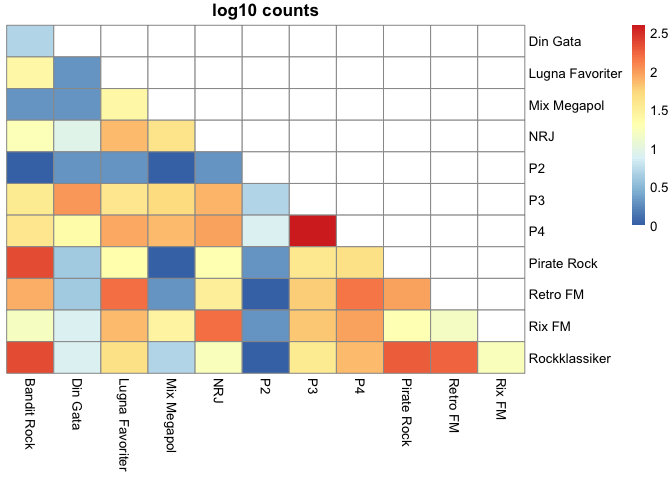 log10 counts
Din Gata
Lugna Favoriter
Mix Megapol
NRJ
P2
P3
P4
Pirate Rock
Retro FM
Rix FM
Rockklassiker
Bandit Rock
Din Gata
Lugna Favoriter
Mix Megapol
NRJ
P2
P3
P4
Pirate Rock
Retro FM
Rix FM
2.5
2
1.5
1
0.5
0